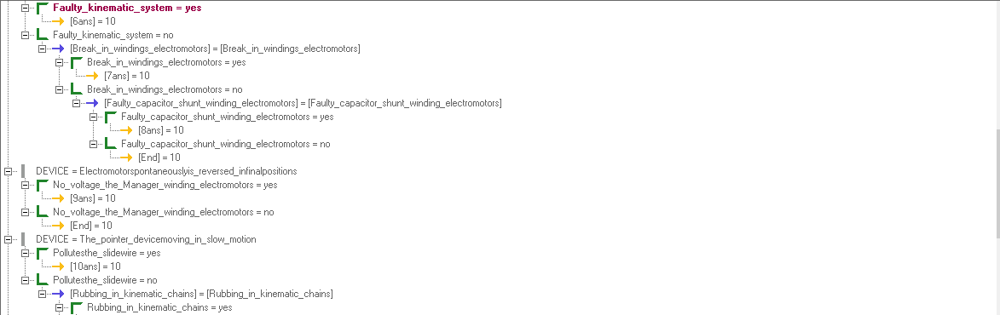 Faulty_kinematic_system = yes
[6ans] = 10
Faulty_kinematic_system = no
[Break_in_windings_electromotors] = [Break_in_windings_electromotors]
Break_in_windings_electromotors = yes
[7ans] = 10
Break_in_windings_electromotors = no
[Faulty_capacitor_shunt_winding_electromotors] = [Faulty_capacitor_shunt_winding_electromotors]
Faulty_capacitor_shunt_winding_electromotors = yes
[8ans] = 10
Faulty_capacitor_shunt_winding_electromotors = no
[End] = 10
DEVICE = Electromotorspontaneouslyis_reversed_infinalpositions
No_voltage_the_Manager_winding_electromotors = yes
[9ans] = 10
No_voltage_the_Manager_winding_electromotors = no
[End] = 10
DEVICE = The_pointer_devicemoving_in_slow_motion
Pollutesthe_slidewire = yes
[10ans] = 10
Pollutesthe_slidewire = no
[Rubbing_in_kinematic_chains] = [Rubbing_in_kinematic_chains]
Rubbing_in_kinematic_chains = yes